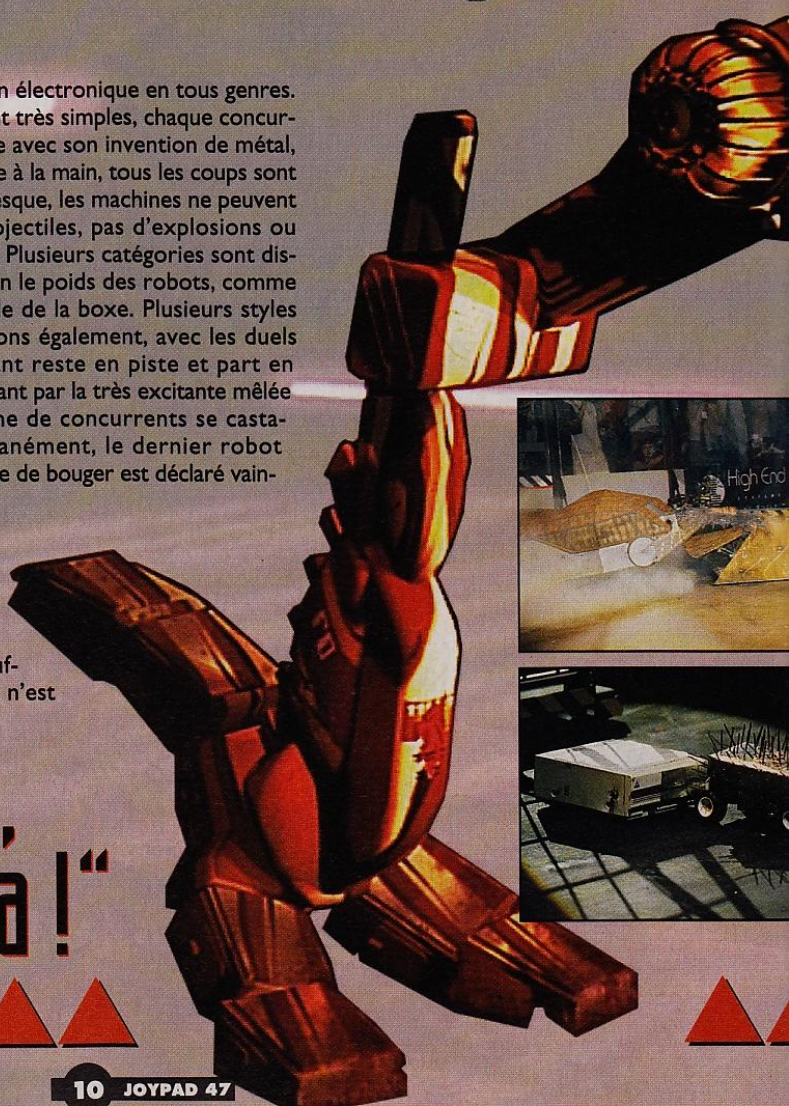 n électronique en tous genres.
t très simples, chaque concur-
e avec son invention de métal,
e à la main, tous les coups sont
esque, les machines ne peuvent
ojectiles, pas d'explosions ou
Plusieurs catégories sont dis-
n le poids des robots, comme
le de la boxe. Plusieurs styles
ons également, avec les duels
nt reste en piste et part en
ant par la très excitante mêlée
ne de concurrents se casta-
anément, le dernier robot
e de bouger est déclaré vain-
uf-
n'est
à !"
High End
SYSTEMS
10 JOYPAD 47